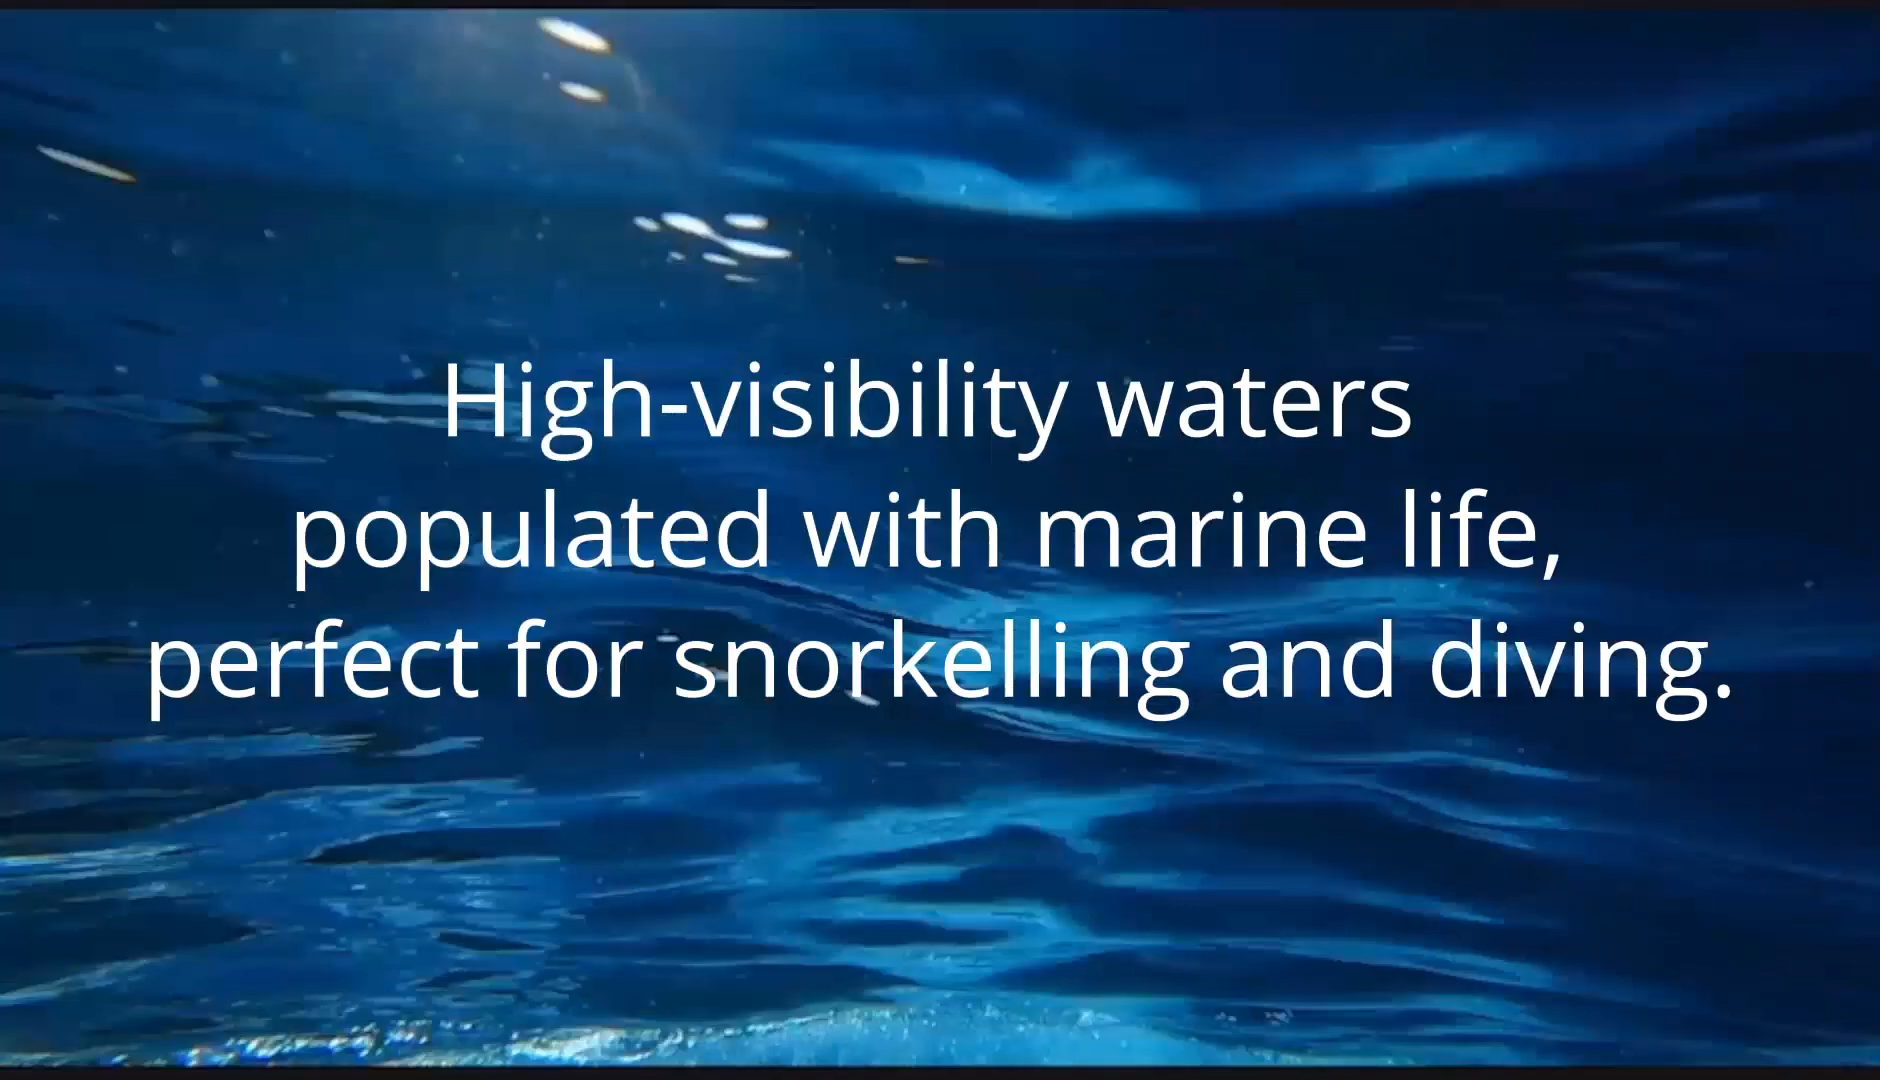 High-visibility waters
populated with marine life,
perfect for snorkelling and diving.